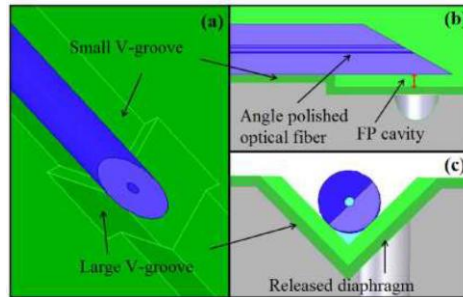 (a)
Small V-groove
Large V-groove
(b)
Angle polished
optical fiber
FP cavity
(c)
Released diaphragm